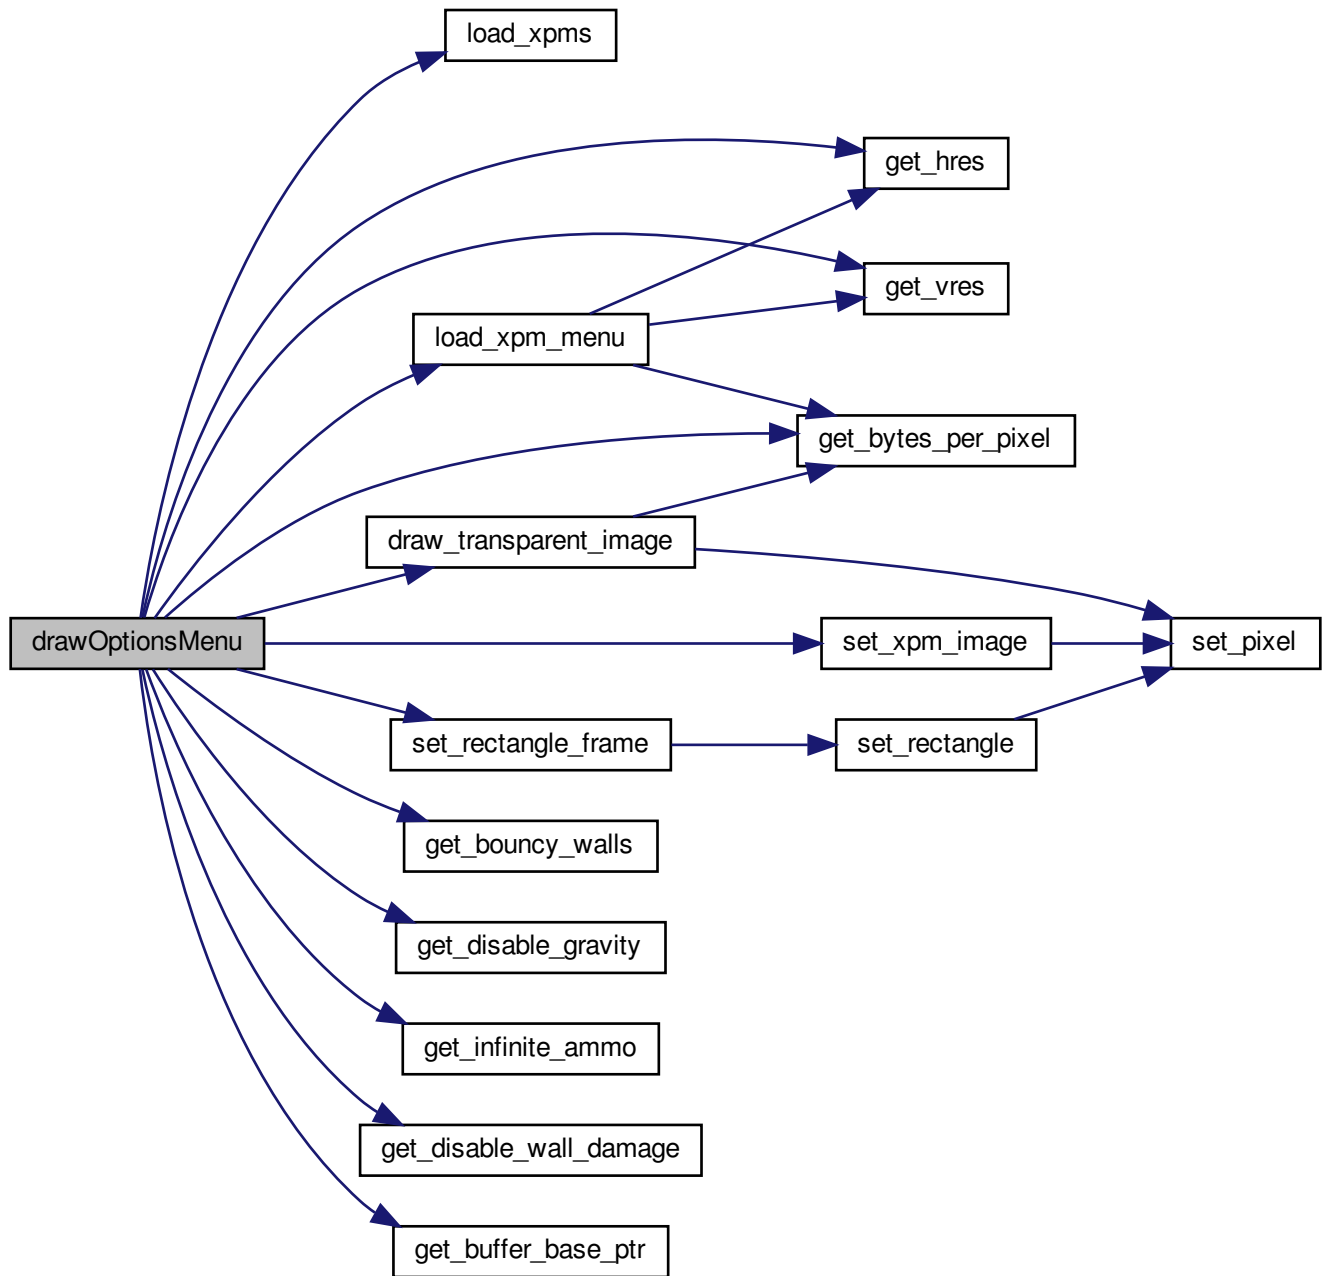 load_xpms
get_hres
get_vres
load_xpm_menu
get_bytes_per_pixel
draw_transparent_image
drawOptionsMenu
set_xpm_image
set_pixel
set_rectangle_frame
set_rectangle
get_bouncy_walls
get_disable_gravity
get_infinite_ammo
get_disable_wall_damage
get_buffer_base_ptr